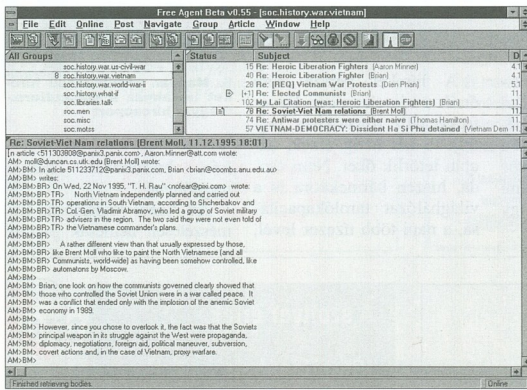 Free Agent Beta v0.55 - [soc.history.war.vietnam]
File Edit Online Post Navigate Group Article Window Help
All Groups
soc.history.war.us-civil-war
8 soc.history.war.vietnam
soc.history.war.world-war-ii
soc.history.what-if
soc.libraries.talk
soc.men
soc.misc
soc.motss
Status Subject D
15 Re: Heroic Liberation Fighters (Aaron Minner) 4.1
40 Re: Heroic Liberation Fighter (Brian) 4.1
28 Re: [REQ] Vietnam War Protests (Dien Phan) 5.1
[+1] Re: Elected Communists (Brian) 11.
102 My Lai Citation (was: Heroic Liberation Fighters) (Brian) 11.
78 Re: Soviet-Viet Nam relations (Brent Moll) 11.
74 Re: Antiwar protesters were either naive (Thomas Hamilton) 11.
57 VIETNAM-DEMOCRACY: Dissident Ha Si Phu detained (Vietnam Dem 11.
Re: Soviet-Viet Nam relations (Brent Moll, 11.12.1995 18:01 )
In article <511303808@panix3.panix.com>, Aaron.Minner@att.com wrote:
AM> moll@duncan.cs.utk.edu (Brent Moll) wrote:
AM>BM> In article 511233712@panix3.panix.com, Brian <brian@coombs.anu.edu.au>
AM>BM> writes:
AM>BM>BR> On Wed, 22 Nov 1995, "T. H. Rau" <nofear@pixi.com> wrote:
AM>BM>BR>TR> North Vietnam independently planned and carried out
AM>BM>BR>TR> operations in South Vietnam, according to Shcherbakov and
AM>BM>BR>TR> Col.-Gen. Vladimir Abramov, who led a group of Soviet military
AM>BM>BR>TR> advisers in the region. The two said they were not even told of
AM>BM>BR>TR> the Vietnamese commander's plans.
AM>BM>BR>
AM>BM>BR> A rather different view than that usually expressed by those,
AM>BM>BR> like Brent Moll who like to paint the North Vietnamese (and all
AM>BM>BR> Communists, world-wide) as having been somehow controlled, like
AM>BM>BR> automatons by Moscow.
AM>BM>
AM>BM> Brian, one look on how the communists governed clearly showed that
AM>BM> those who controlled the Soviet Union were in a war called peace. It
AM>BM> was a conflict that ended only with the implosion of the anemic Soviet
AM>BM> economy in 1989.
AM>BM>
AM>BM> However, since you chose to overlook it, the fact was that the Soviets
AM>BM> principal weapon in its struggle against the West were propaganda,
AM>BM> diplomacy, negotiations, foreign aid, political maneuver, subversion,
AM>BM> covert actions and, in the case of Vietnam, proxy warfare.
AM>BM>
Finished retrieving bodies. Online